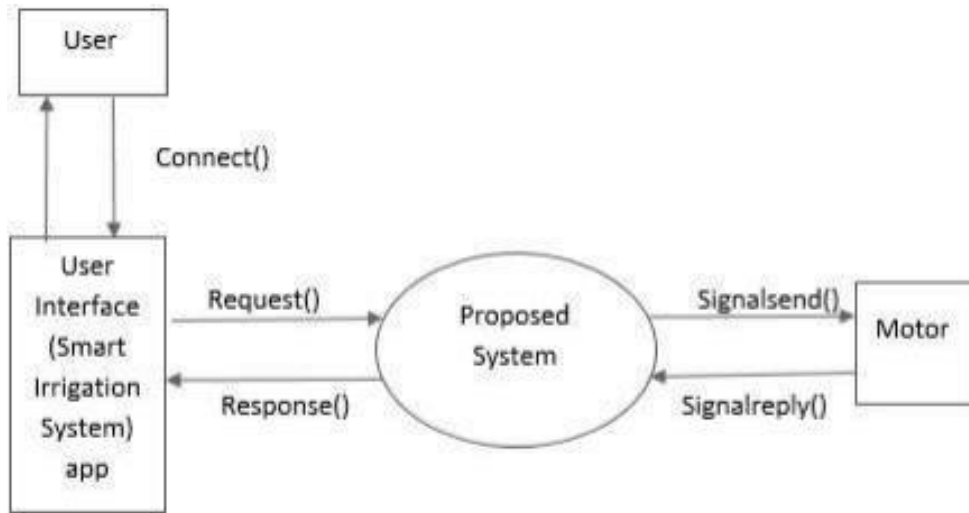 User
Connect()
User
Interface
(Smart
Irrigation
System)
app
Request()
Response()
Proposed
System
Signalsend()
Signalreply()
Motor